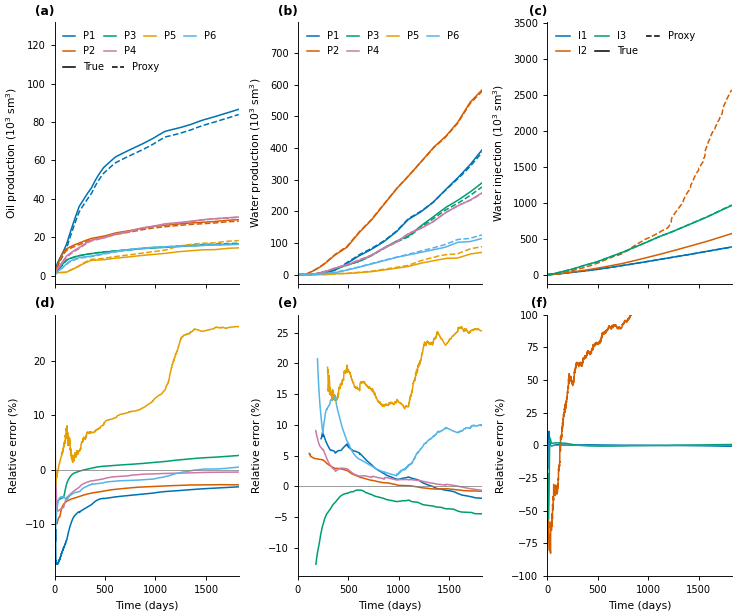 (a)
P1 P3 P5 P6
P2 P4
True Proxy
Oil production (10³ sm³)
120
100
80
60
40
20
0
(b)
P1 P3 P5 P6
P2 P4
Water production (10³ sm³)
700
600
500
400
300
200
100
0
(c)
I1 I3 Proxy
I2 True
Water injection (10³ sm³)
3500
3000
2500
2000
1500
1000
500
0
(d)
Relative error (%)
20
10
0
−10
0 500 1000 1500
Time (days)
(e)
Relative error (%)
25
20
15
10
5
0
−5
−10
0 500 1000 1500
Time (days)
(f)
Relative error (%)
100
75
50
25
0
−25
−50
−75
−100
0 500 1000 1500
Time (days)